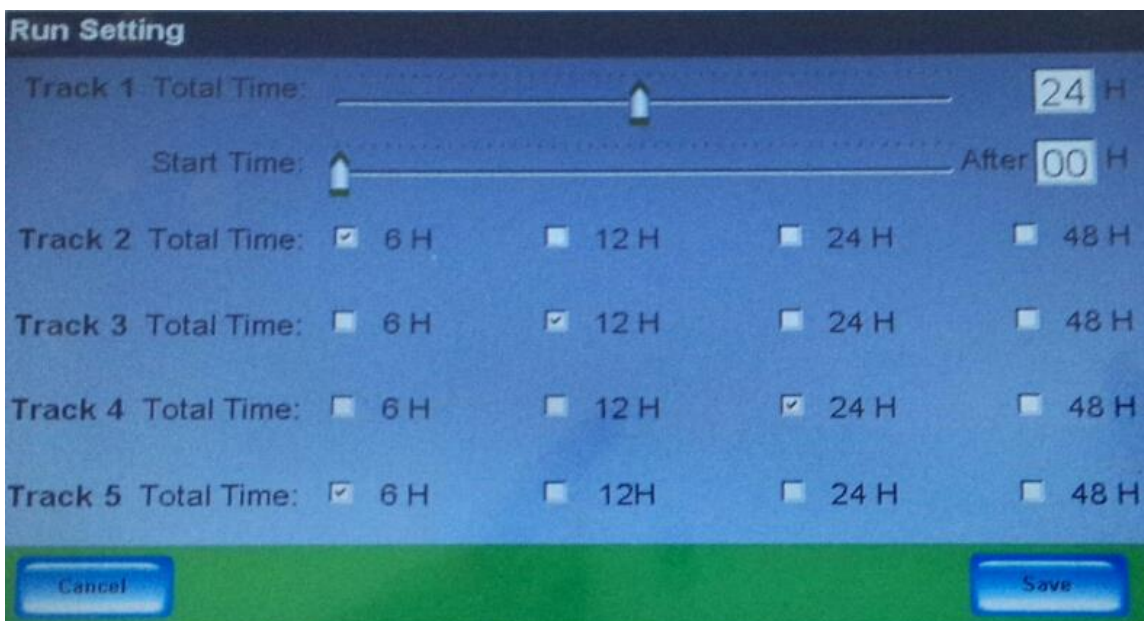 Run Setting
Track 1 Total Time: 24 H
Start Time: After 00 H
Track 2 Total Time: 6 H 12 H 24 H 48 H
Track 3 Total Time: 6 H 12 H 24 H 48 H
Track 4 Total Time: 6 H 12 H 24 H 48 H
Track 5 Total Time: 6 H 12H 24 H 48 H
Cancel Save